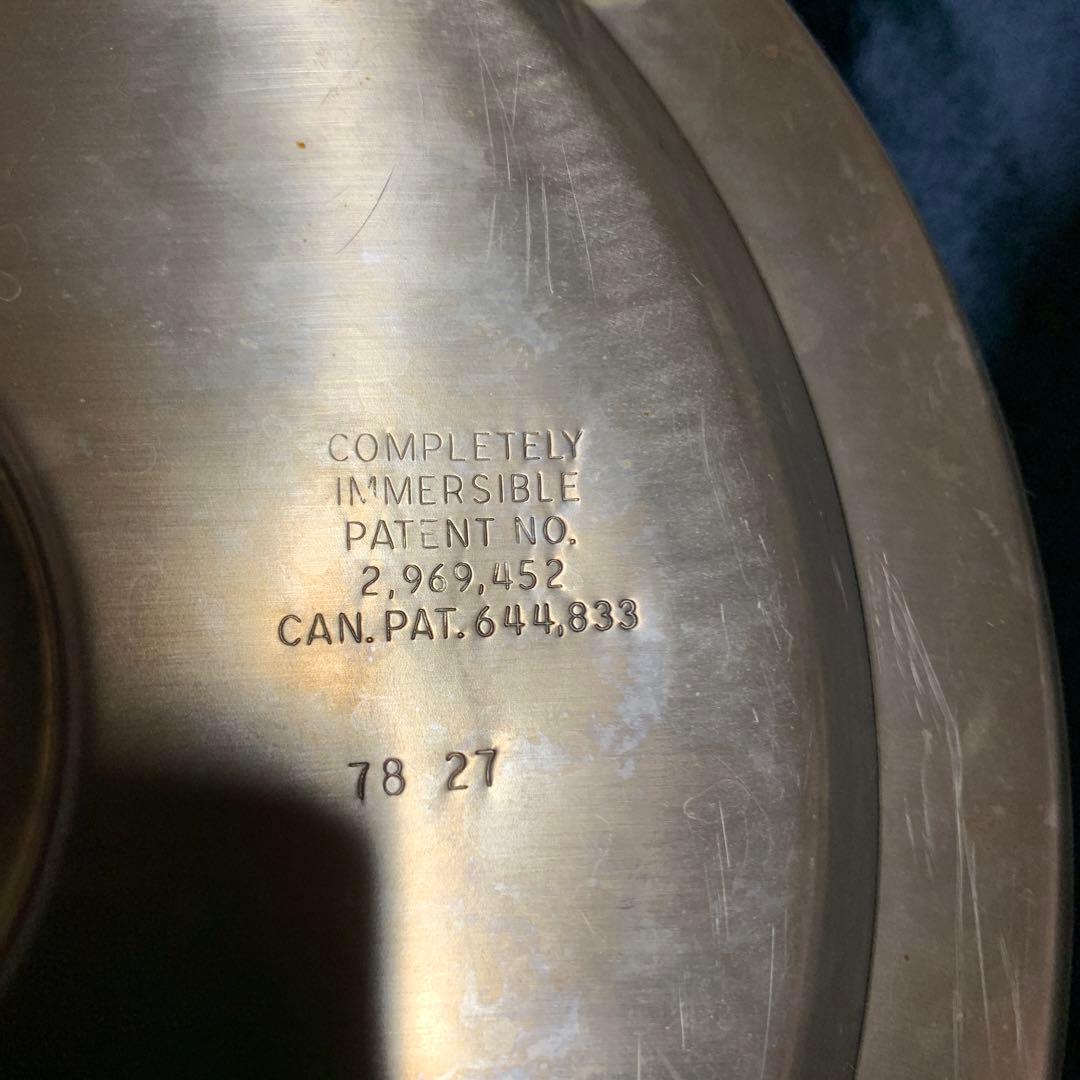 COMPLETELY
IMMERSIBLE
PATENT NO.
2,969,452
CAN. PAT. 644,833
78 27